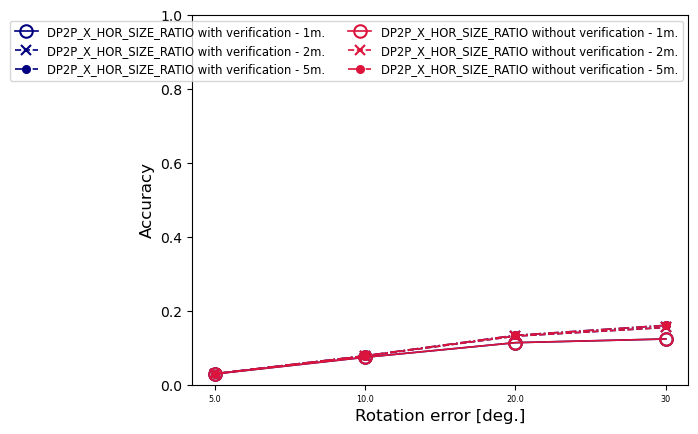 1.0
DP2P_X_HOR_SIZE_RATIO with verification - 1m.
DP2P_X_HOR_SIZE_RATIO with verification - 2m.
DP2P_X_HOR_SIZE_RATIO with verification - 5m.
DP2P_X_HOR_SIZE_RATIO without verification - 1m.
DP2P_X_HOR_SIZE_RATIO without verification - 2m.
DP2P_X_HOR_SIZE_RATIO without verification - 5m.
0.8
0.6
0.4
0.2
0.0
Accuracy
5.0 10.0 20.0 30
Rotation error [deg.]